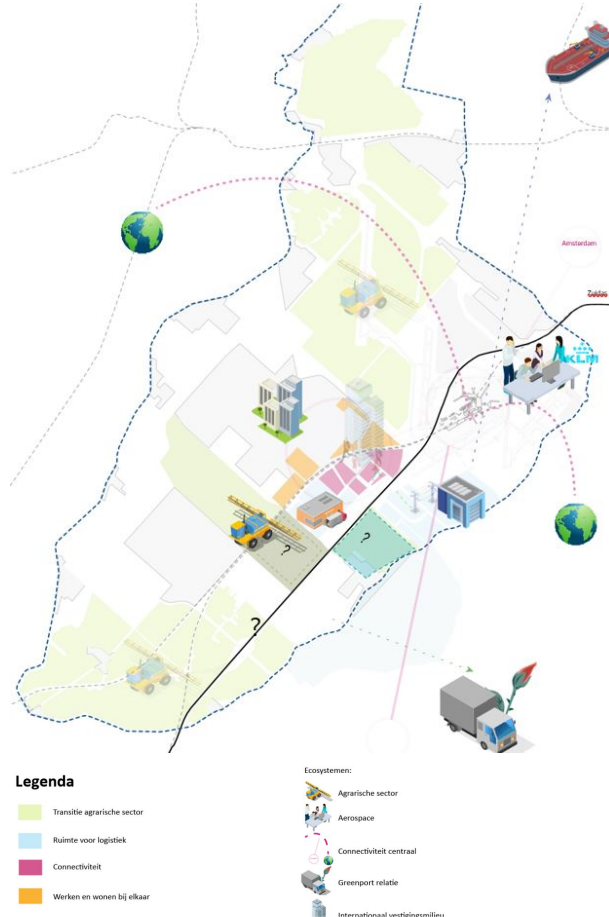 Amsterdam
Zuidas
KLM
?
?
?
Legenda
Transitie agrarische sector
Ruimte voor logistiek
Connectiviteit
Werken en wonen bij elkaar
Ecosystemen:
Agrarische sector
Aerospace
Connectiviteit centraal
Greenport relatie
Internationaal vestigingsmilieu